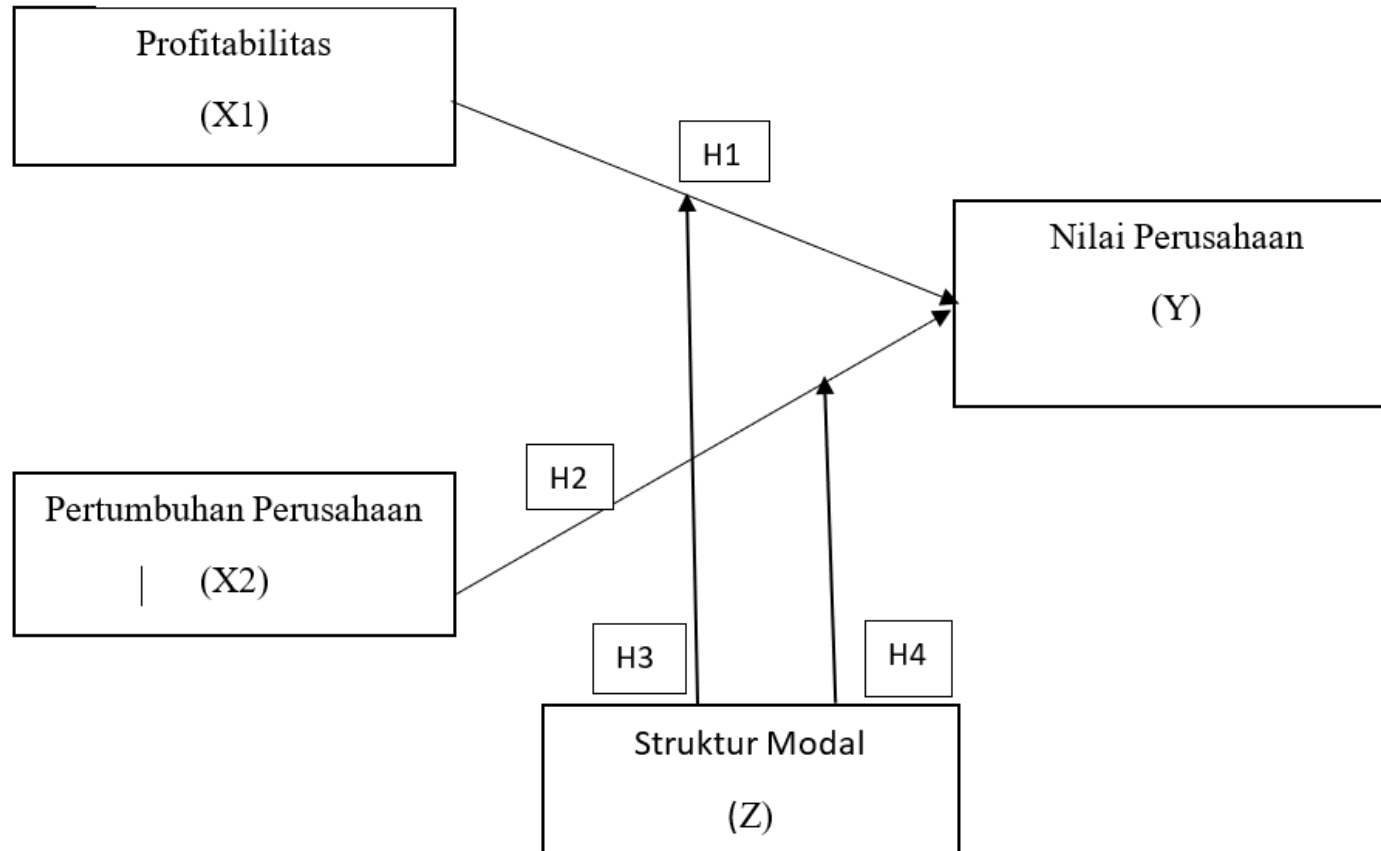 Profitabilitas
(X1)
H1
Nilai Perusahaan
(Y)
H2
Pertumbuhan Perusahaan
(X2)
H3
H4
Struktur Modal
(Z)